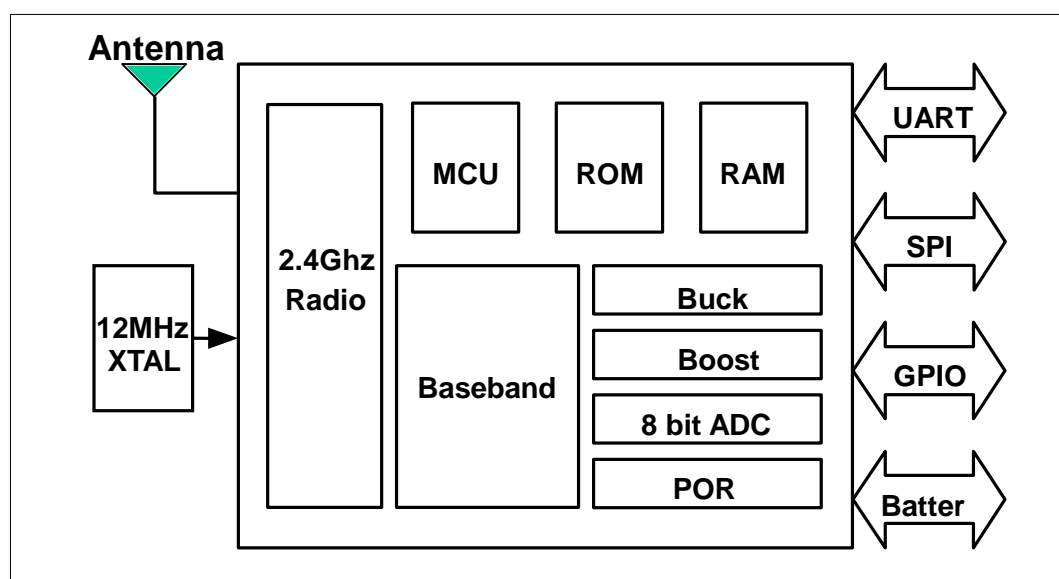 Antenna
UART
MCU
ROM
RAM
2.4Ghz
Radio
SPI
12MHz
XTAL
Baseband
Buck
Boost
GPIO
8 bit ADC
POR
Batter